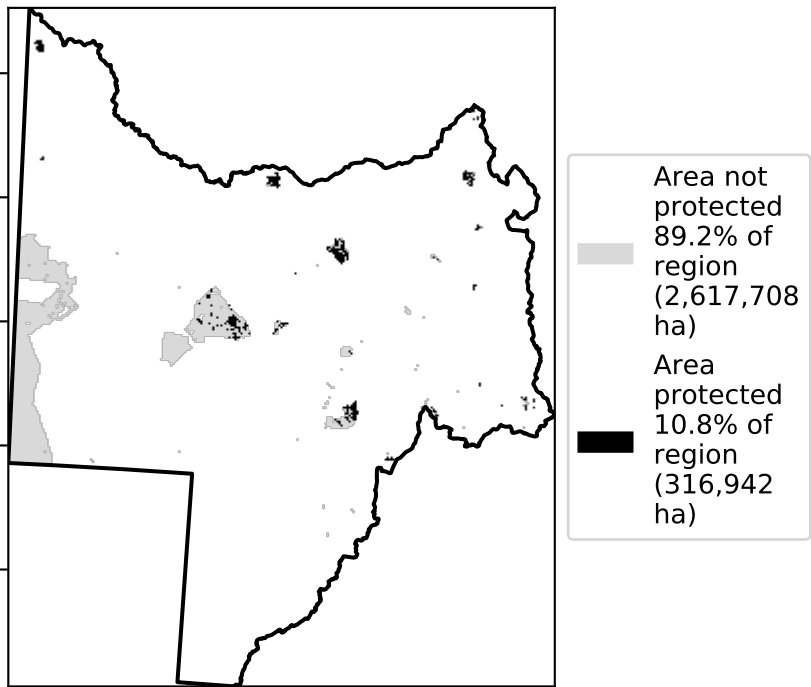 Area not
protected
89.2% of
region
(2,617,708
ha)
Area
protected
10.8% of
region
(316,942
ha)